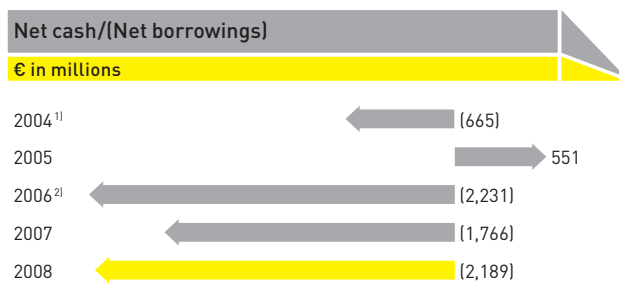 Net cash/(Net borrowings)
€ in millions
2004 1) (665)
2005 551
2006 2) (2,231)
2007 (1,766)
2008 (2,189)